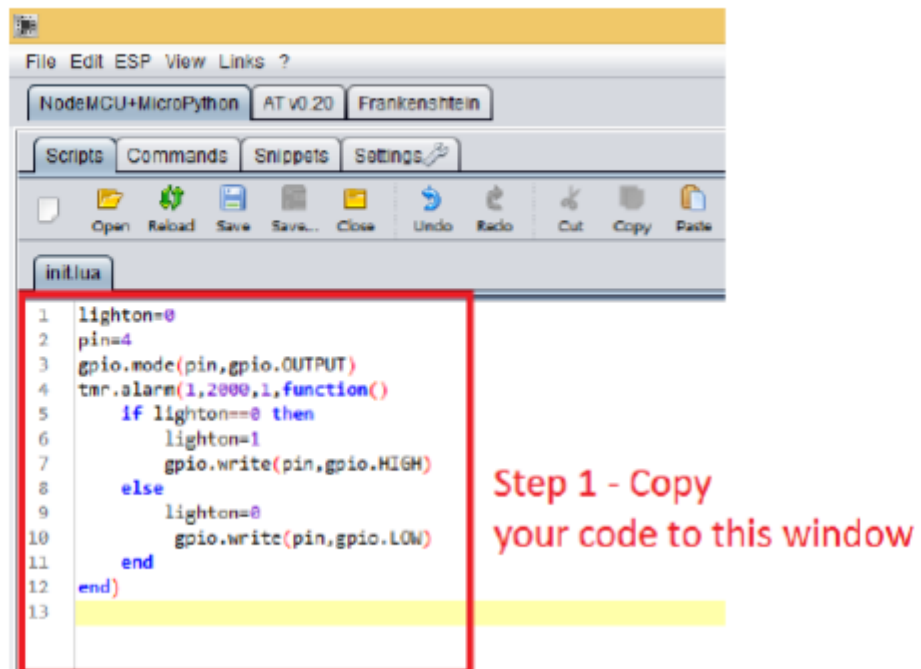 File Edit ESP View Links ?
NodeMCU+MicroPython AT v0.20 Frankenshtein
Scripts Commands Snippets Settings
Open Reload Save Save... Close Undo Redo Cut Copy Paste
init.lua
1 lighton=0
2 pin=4
3 gpio.mode(pin,gpio.OUTPUT)
4 tmr.alarm(1,2000,1,function()
5 if lighton==0 then
6 lighton=1
7 gpio.write(pin,gpio.HIGH)
8 else
9 lighton=0
10 gpio.write(pin,gpio.LOW)
11 end
12 end)
13
Step 1 - Copy
your code to this window